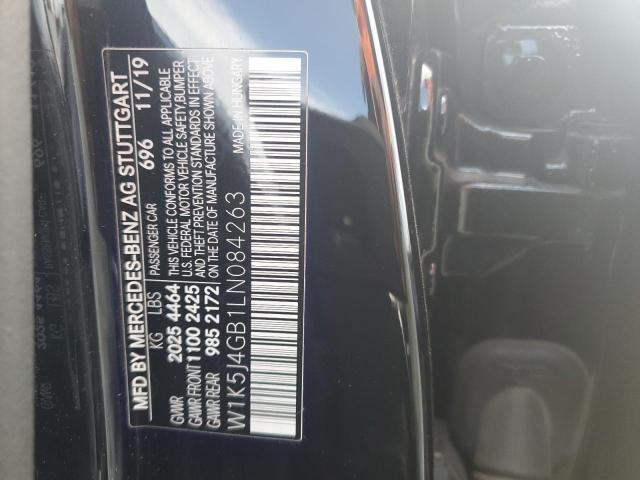 MFD BY MERCEDES-BENZ AG STUTTGART
KG LBS PASSENGER CAR 696 11/19
GVWR 2025 4464 THIS VEHICLE CONFORMS TO ALL APPLICABLE
GAWR FRONT 1100 2425 U.S. FEDERAL MOTOR VEHICLE SAFETY, BUMPER
GAWR REAR 985 2172 AND THEFT PREVENTION STANDARDS IN EFFECT
ON THE DATE OF MANUFACTURE SHOWN ABOVE
W1K5J4GB1LN084263
MADE IN HUNGARY